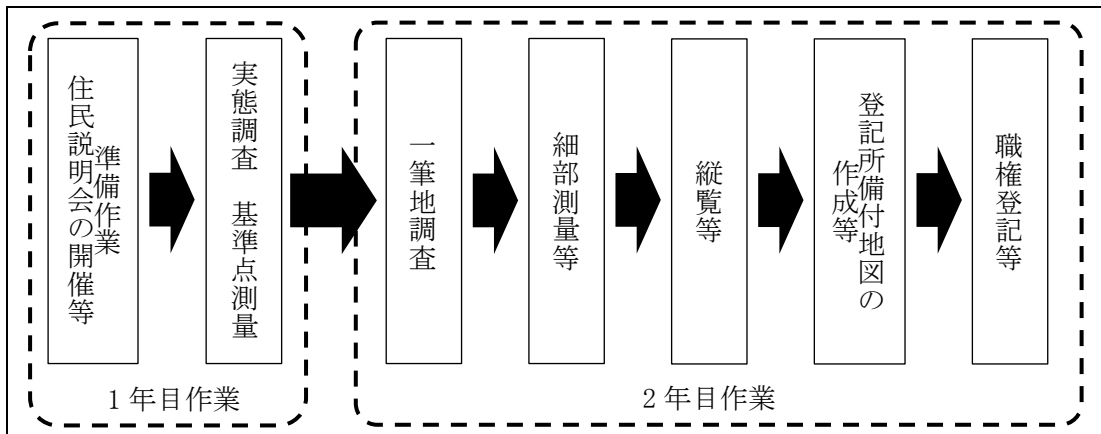 準備作業
住民説明会の開催等
実態調査　基準点測量
一筆地調査
細部測量等
縦覧等
登記所備付地図の
作成等
職権登記等
１年目作業
２年目作業